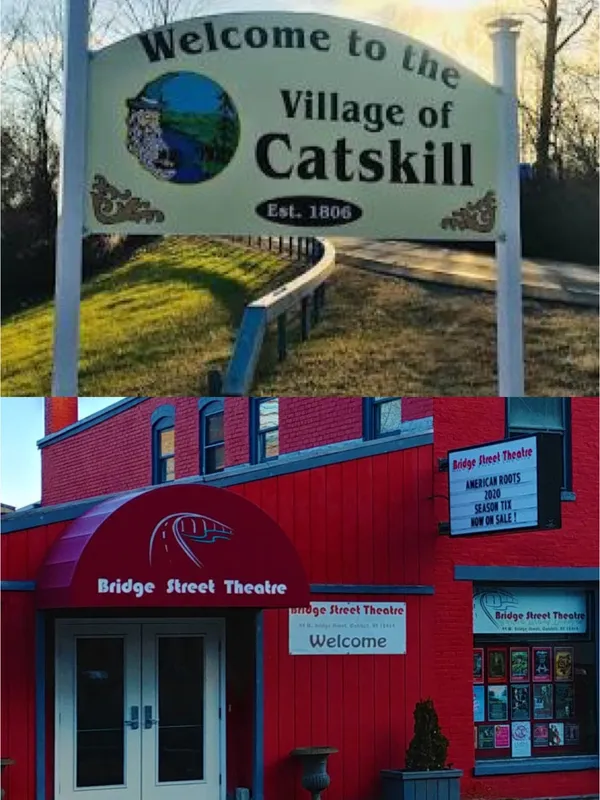 Welcome to the
Village of
Catskill
Est. 1806
Bridge Street Theatre
Bridge Street Theatre
Welcome
Bridge Street Theatre
AMERICAN ROOTS
2020
SEASON TIX
NOW ON SALE !
Bridge Street Theatre